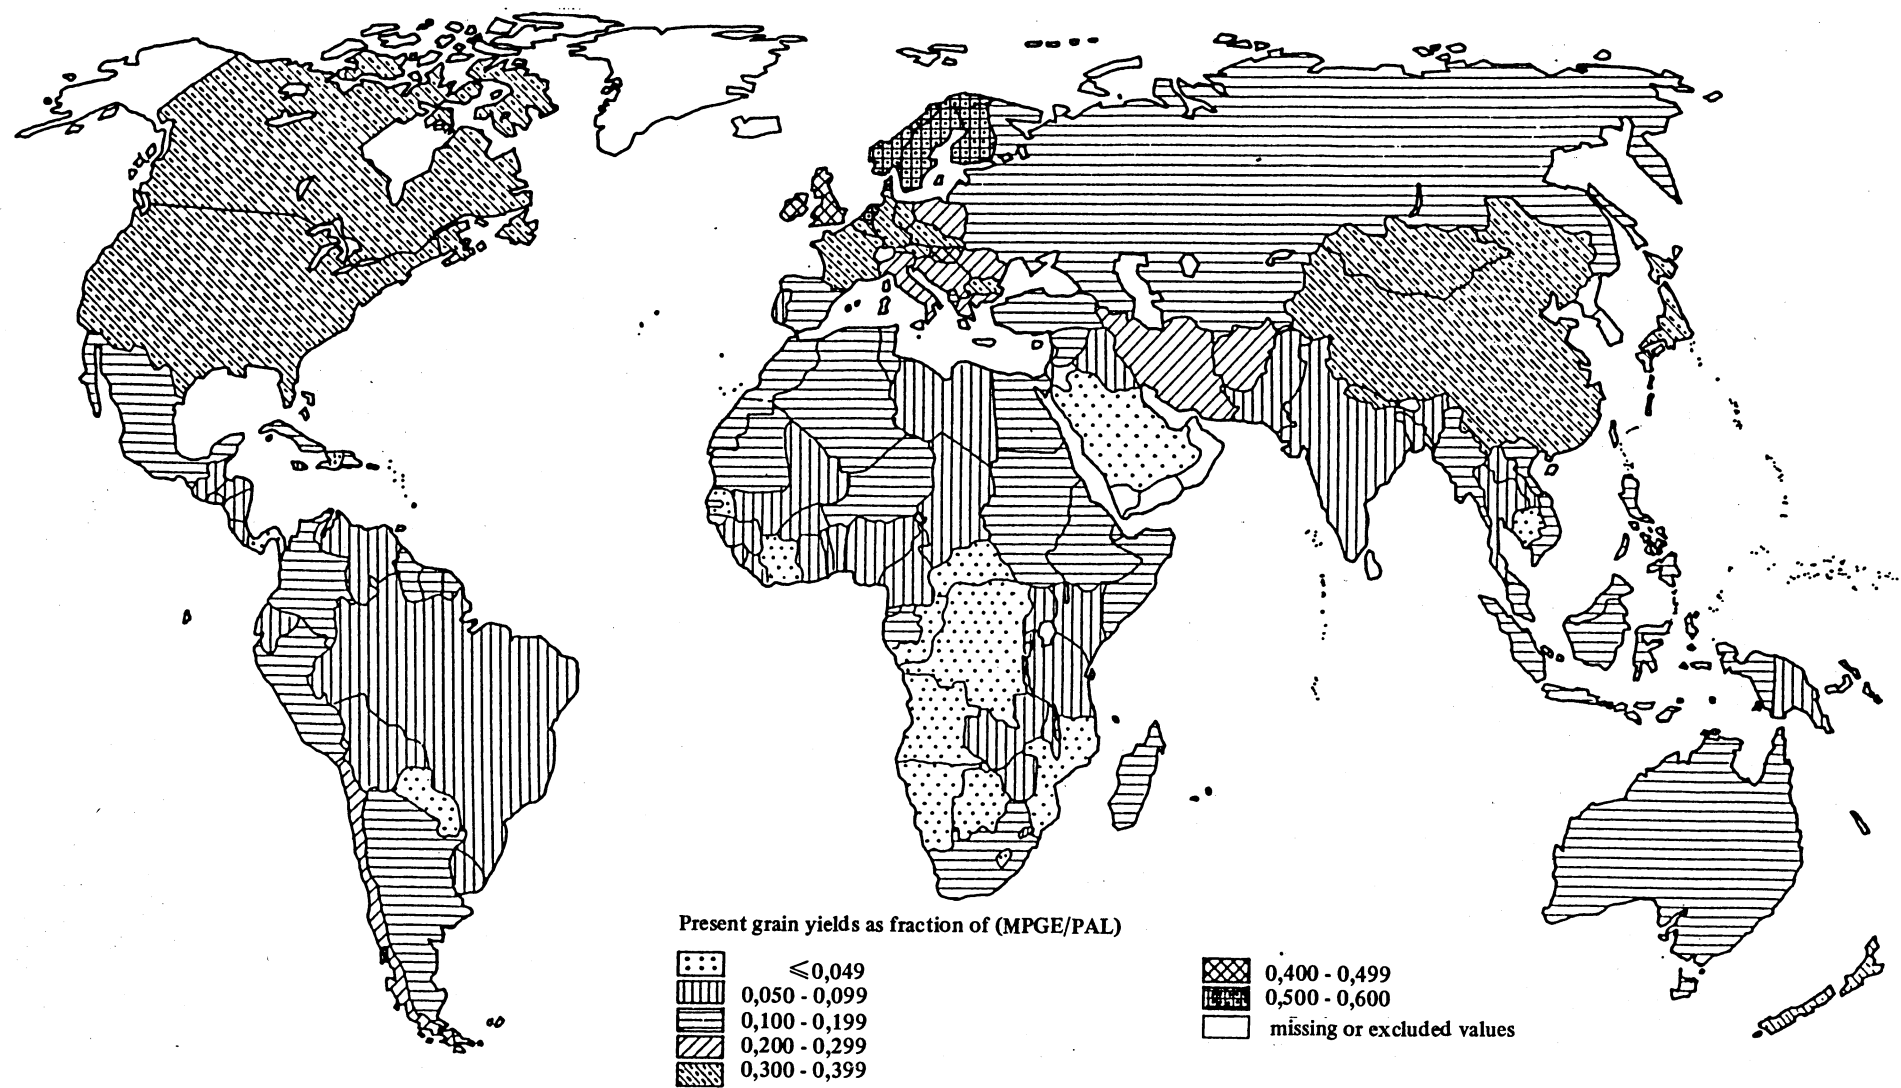 Present grain yields as fraction of (MPGE/PAL)
⩽0,049
0,050 - 0,099
0,100 - 0,199
0,200 - 0,299
0,300 - 0,399
0,400 - 0,499
0,500 - 0,600
missing or excluded values